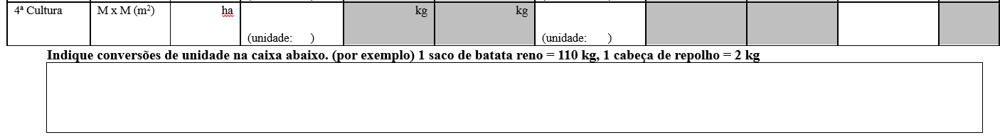 4ª Cultura M x M (m²) ha kg kg
(unidade: ) (unidade: )
Indique conversões de unidade na caixa abaixo. (por exemplo) 1 saco de batata reno = 110 kg, 1 cabeça de repolho = 2 kg